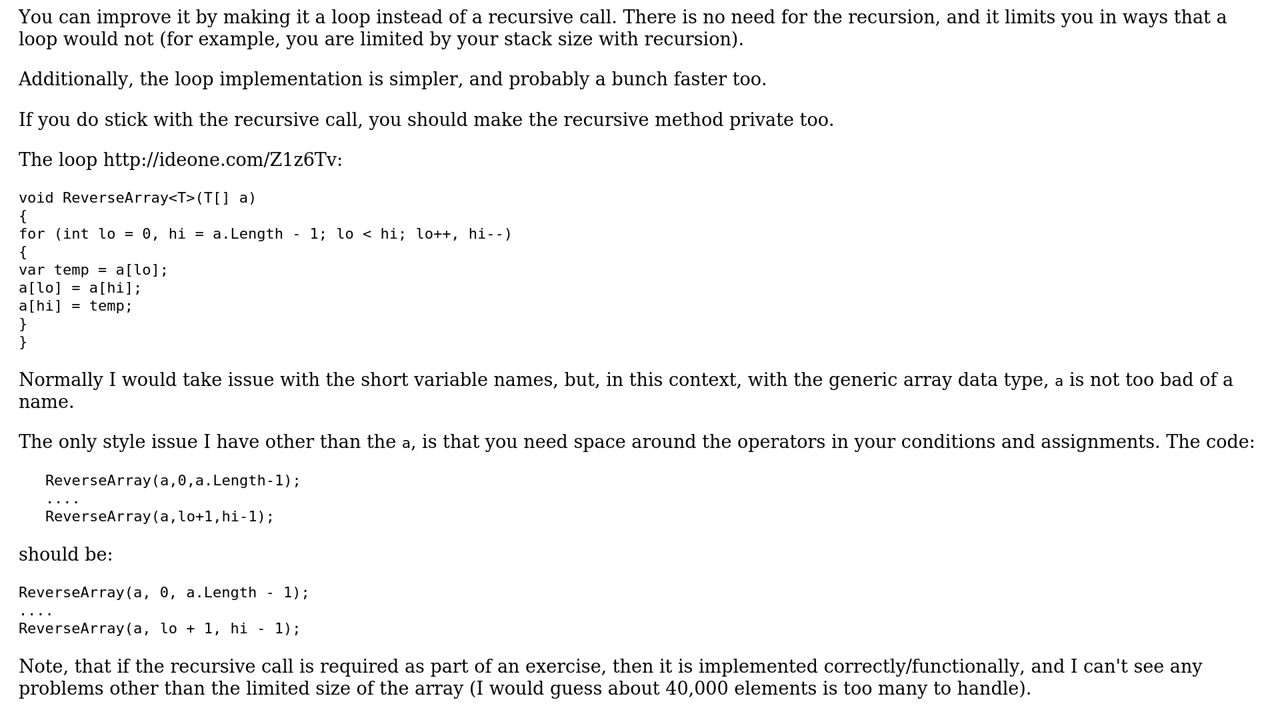 You can improve it by making it a loop instead of a recursive call. There is no need for the recursion, and it limits you in ways that a
loop would not (for example, you are limited by your stack size with recursion).
Additionally, the loop implementation is simpler, and probably a bunch faster too.
If you do stick with the recursive call, you should make the recursive method private too.
The loop http://ideone.com/Z1z6Tv:
void ReverseArray<T>(T[] a)
{
for (int lo = 0, hi = a.Length - 1; lo < hi; lo++, hi--)
{
var temp = a[lo];
a[lo] = a[hi];
a[hi] = temp;
}
}
Normally I would take issue with the short variable names, but, in this context, with the generic array data type, a is not too bad of a
name.
The only style issue I have other than the a, is that you need space around the operators in your conditions and assignments. The code:
ReverseArray(a,0,a.Length-1);
....
ReverseArray(a,lo+1,hi-1);
should be:
ReverseArray(a, 0, a.Length - 1);
....
ReverseArray(a, lo + 1, hi - 1);
Note, that if the recursive call is required as part of an exercise, then it is implemented correctly/functionally, and I can't see any
problems other than the limited size of the array (I would guess about 40,000 elements is too many to handle).